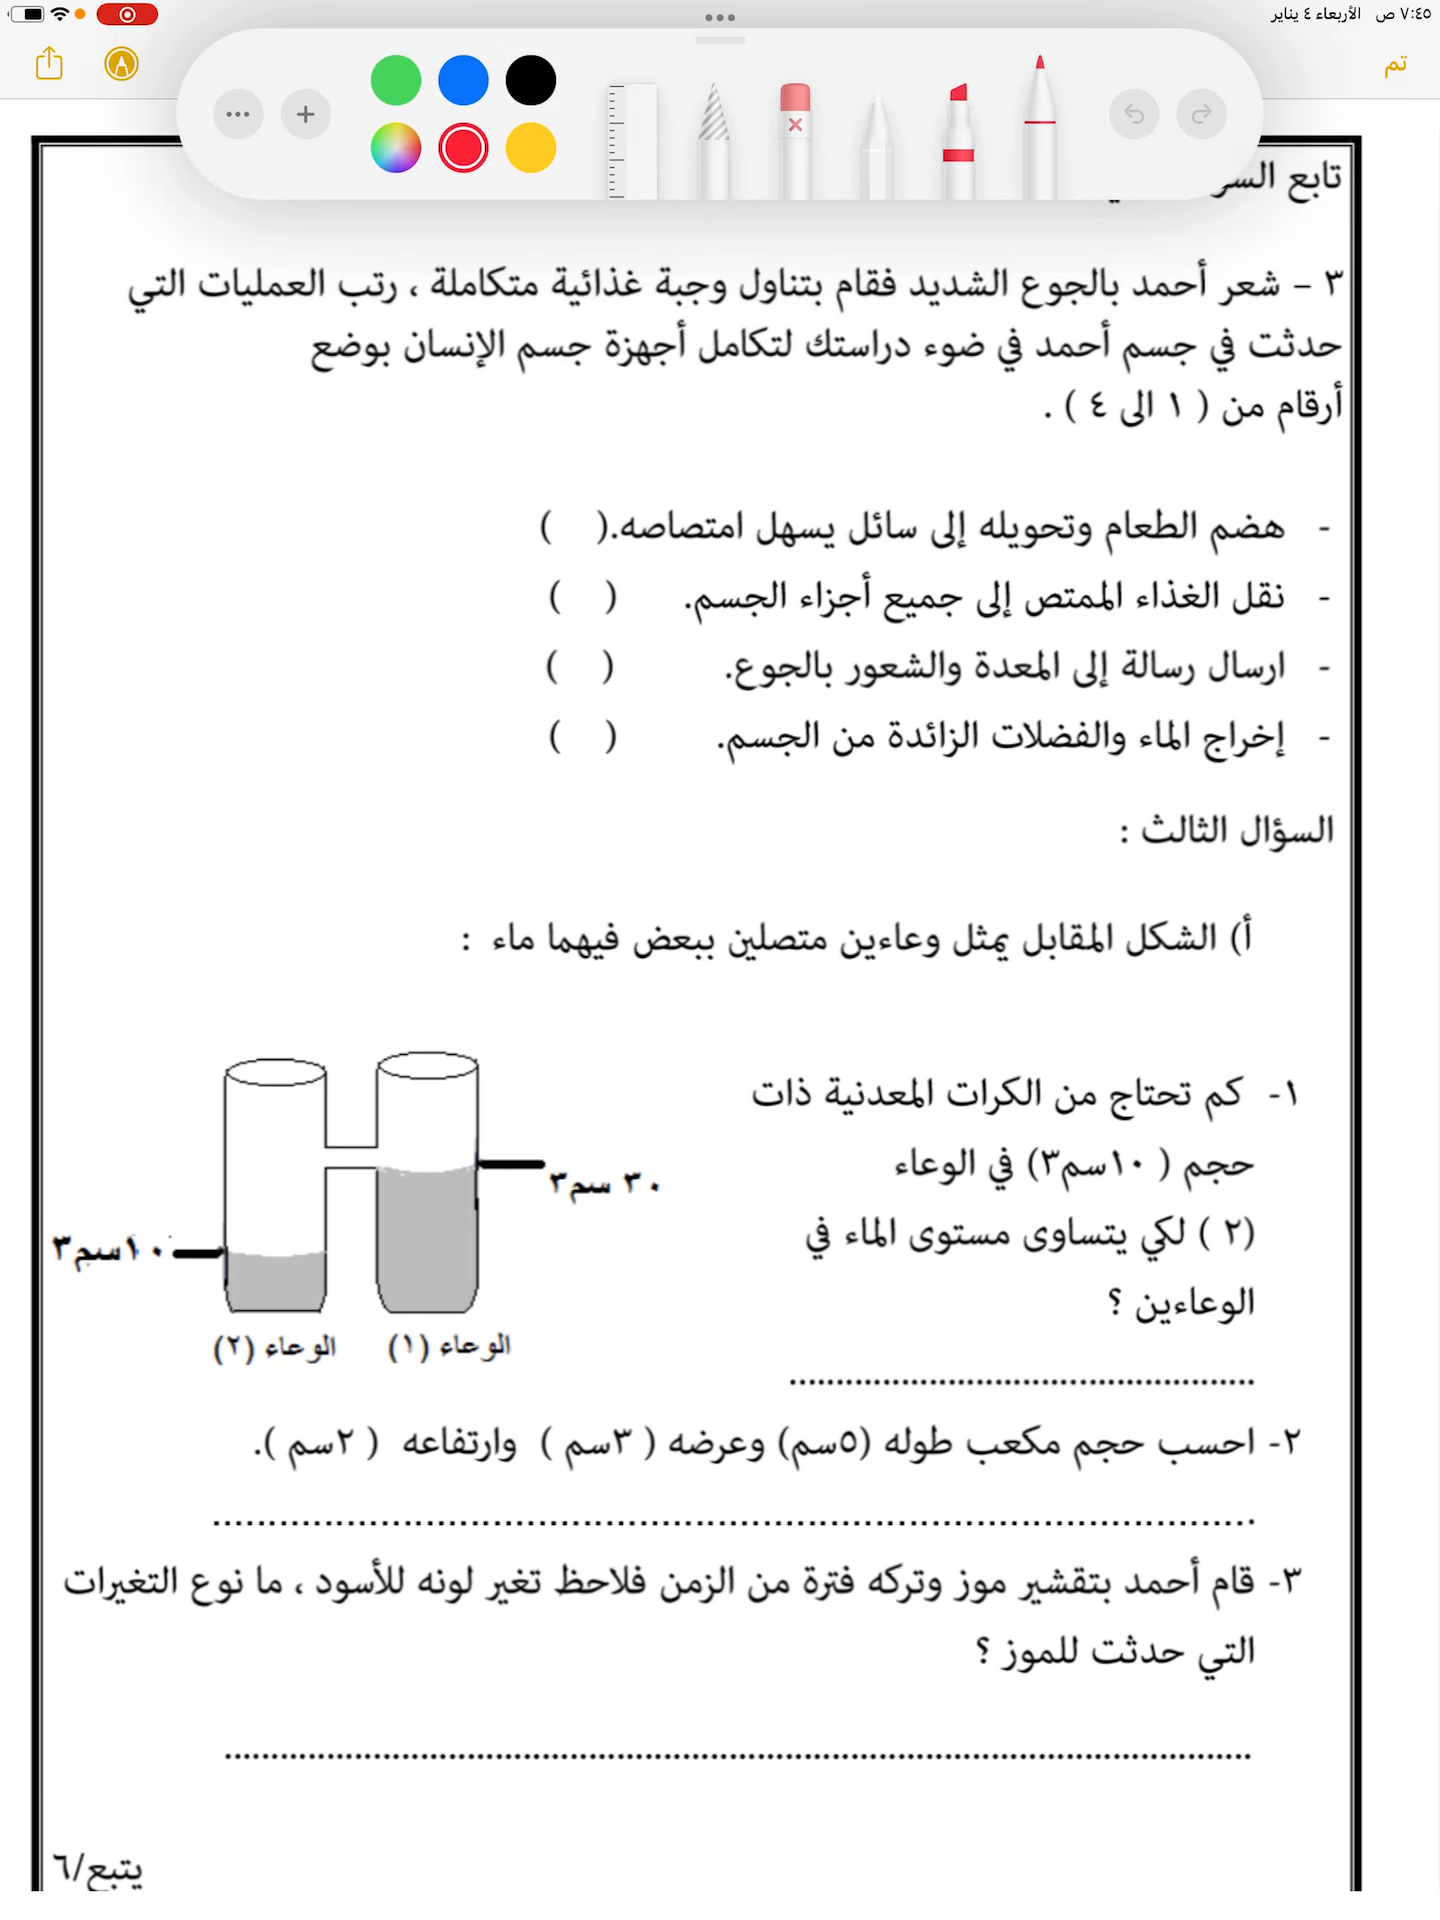 ٧:٤٥ ص الأربعاء ٤ يناير
تم
تابع
٣ – شعر أحمد بالجوع الشديد فقام بتناول وجبة غذائية متكاملة ، رتب العمليات التي
حدثت في جسم أحمد في ضوء دراستك لتكامل أجهزة جسم الإنسان بوضع
أرقام من ( ١ الى ٤ ) .
- هضم الطعام وتحويله إلى سائل يسهل امتصاصه.( )
- نقل الغذاء الممتص إلى جميع أجزاء الجسم. ( )
- ارسال رسالة إلى المعدة والشعور بالجوع. ( )
- إخراج الماء والفضلات الزائدة من الجسم. ( )
السؤال الثالث :
أ) الشكل المقابل يمثل وعاءين متصلين ببعض فيهما ماء :
١- كم تحتاج من الكرات المعدنية ذات
حجم ( ١٠سم٣) في الوعاء
(٢ ) لكي يتساوى مستوى الماء في
الوعاءين ؟
٣٠ سم٣
١٠سم٣
الوعاء (١)
الوعاء (٢)
٢- احسب حجم مكعب طوله (٥سم) وعرضه ( ٣سم ) وارتفاعه ( ٢سم ).
٣- قام أحمد بتقشير موز وتركه فترة من الزمن فلاحظ تغير لونه للأسود ، ما نوع التغيرات
التي حدثت للموز ؟
يتبع/٦